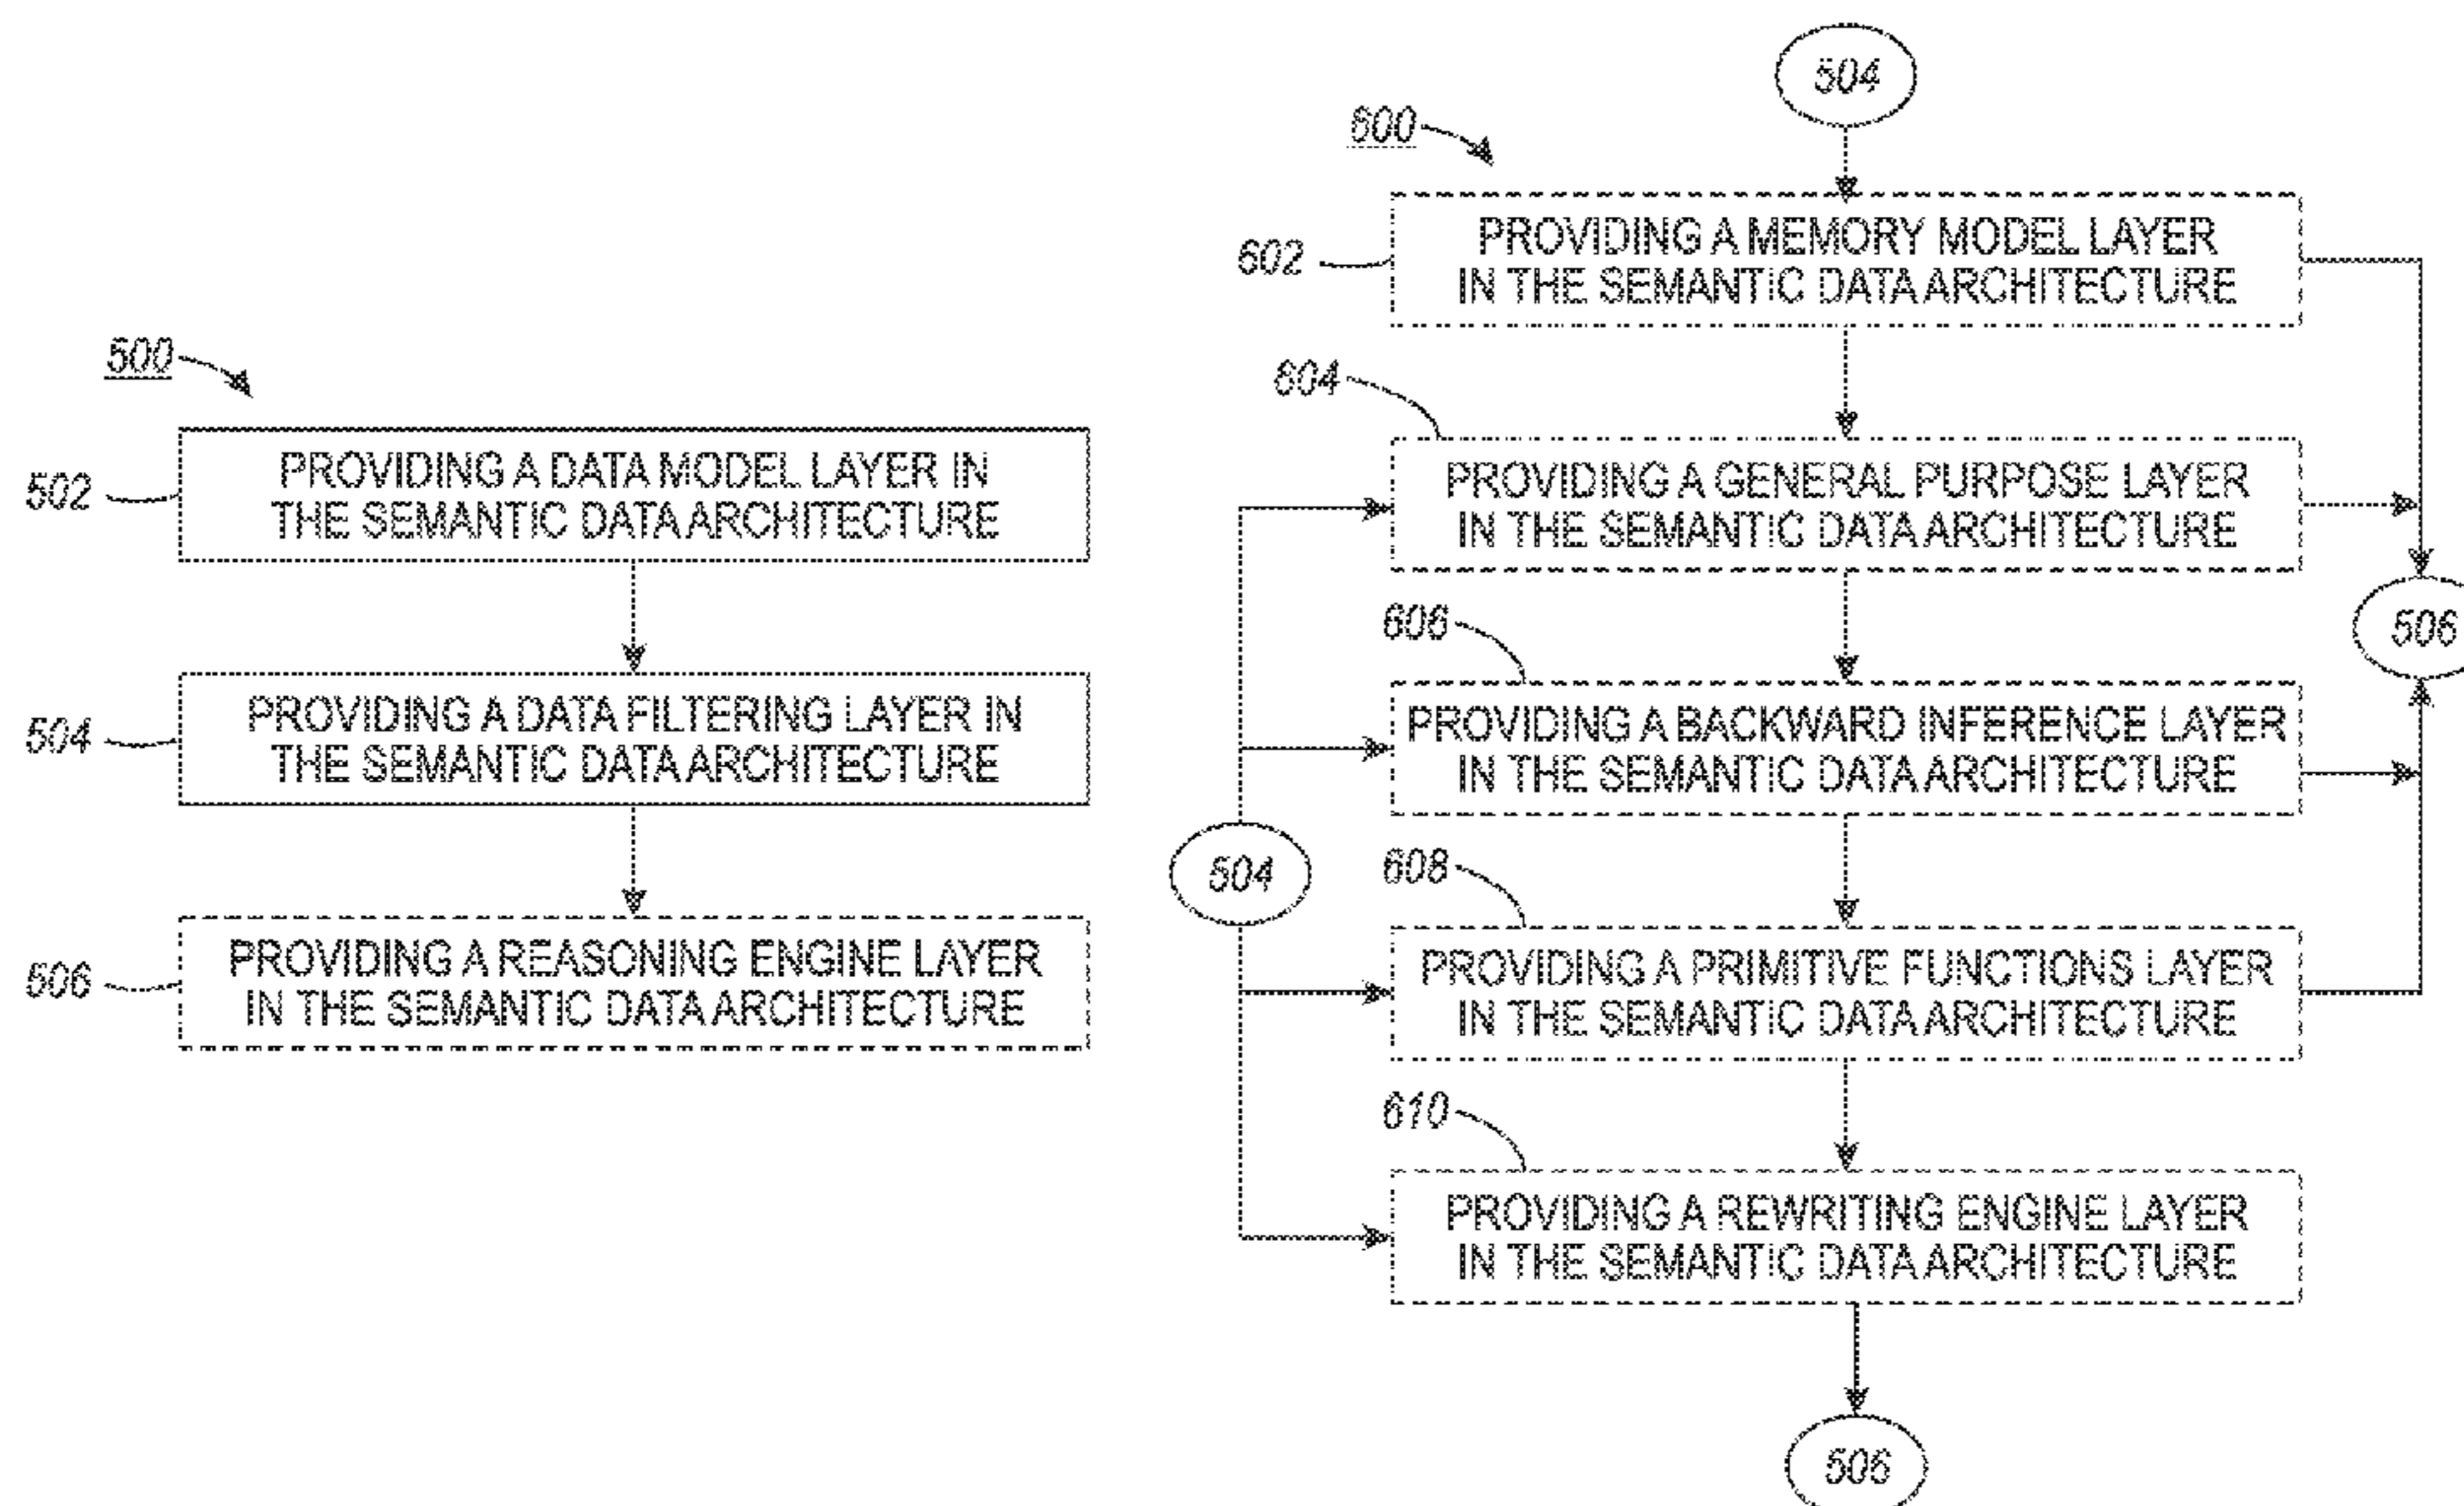 500
502
PROVIDING A DATA MODEL LAYER IN
THE SEMANTIC DATA ARCHITECTURE
504
PROVIDING A DATA FILTERING LAYER IN
THE SEMANTIC DATA ARCHITECTURE
506
PROVIDING A REASONING ENGINE LAYER
IN THE SEMANTIC DATA ARCHITECTURE
504
600
602
PROVIDING A MEMORY MODEL LAYER
IN THE SEMANTIC DATA ARCHITECTURE
604
PROVIDING A GENERAL PURPOSE LAYER
IN THE SEMANTIC DATA ARCHITECTURE
506
606
PROVIDING A BACKWARD INFERENCE LAYER
IN THE SEMANTIC DATA ARCHITECTURE
504
608
PROVIDING A PRIMITIVE FUNCTIONS LAYER
IN THE SEMANTIC DATA ARCHITECTURE
610
PROVIDING A REWRITING ENGINE LAYER
IN THE SEMANTIC DATA ARCHITECTURE
506